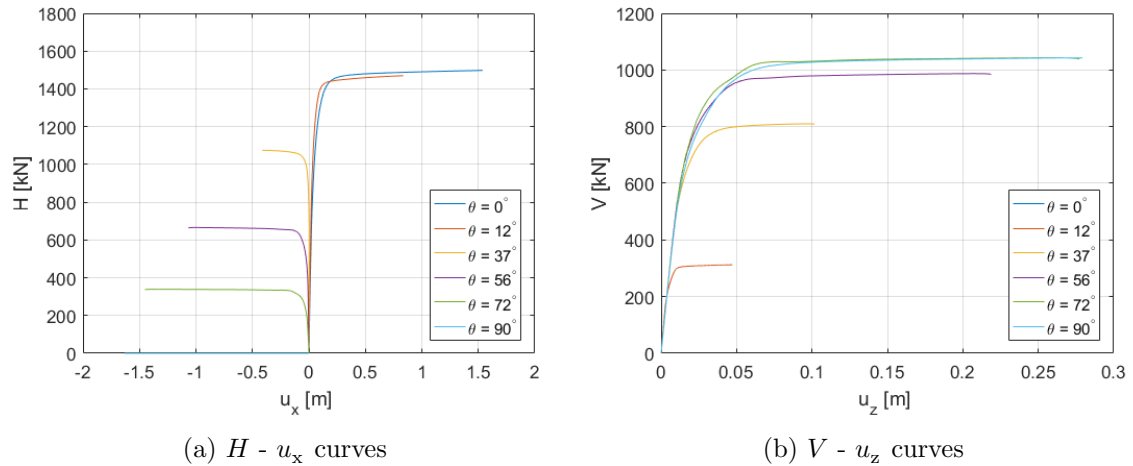 1800
1600
1400
1200
1000
800
600
400
200
0
H [kN]
-2 -1.5 -1 -0.5 0 0.5 1 1.5 2
u_x [m]
θ = 0°
θ = 12°
θ = 37°
θ = 56°
θ = 72°
θ = 90°
(a) H - u_x curves
1200
1000
800
600
400
200
0
V [kN]
0 0.05 0.1 0.15 0.2 0.25 0.3
u_z [m]
θ = 0°
θ = 12°
θ = 37°
θ = 56°
θ = 72°
θ = 90°
(b) V - u_z curves